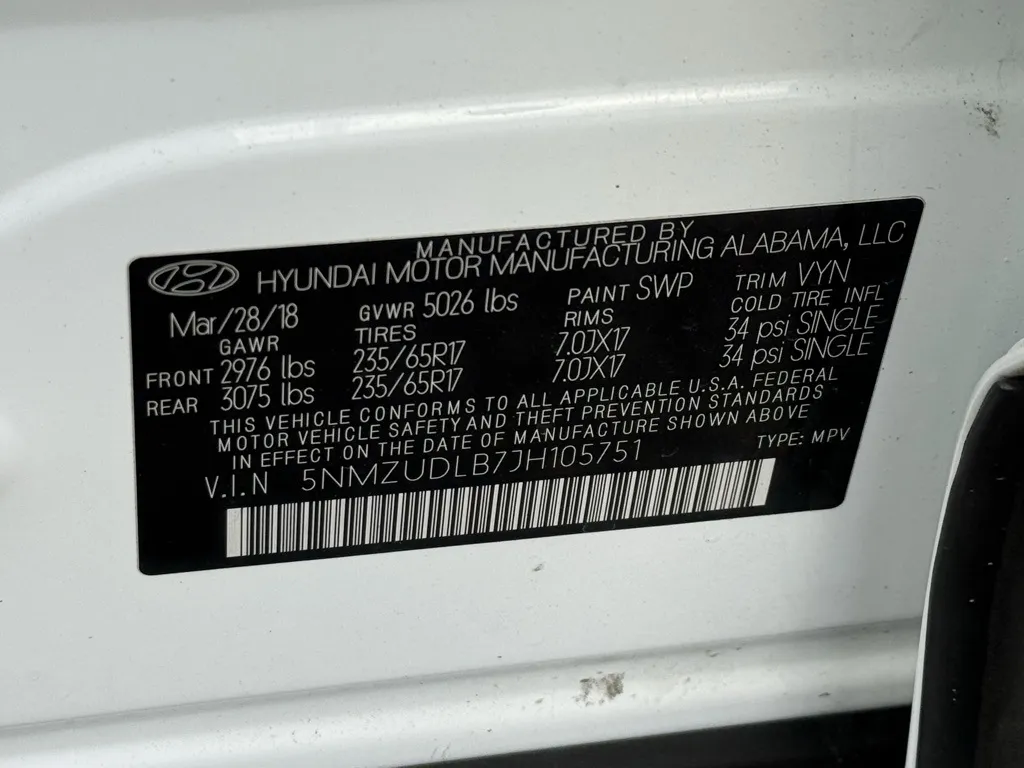 MANUFACTURED BY
HYUNDAI MOTOR MANUFACTURING ALABAMA, LLC
Mar/28/18 GVWR 5026 lbs PAINT SWP TRIM VYN
GAWR TIRES RIMS COLD TIRE INFL
FRONT 2976 lbs 235/65R17 7.0JX17 34 psi SINGLE
REAR 3075 lbs 235/65R17 7.0JX17 34 psi SINGLE
THIS VEHICLE CONFORMS TO ALL APPLICABLE U.S.A. FEDERAL
MOTOR VEHICLE SAFETY AND THEFT PREVENTION STANDARDS
IN EFFECT ON THE DATE OF MANUFACTURE SHOWN ABOVE
V.I.N 5NMZUDLB7JH105751 TYPE: MPV